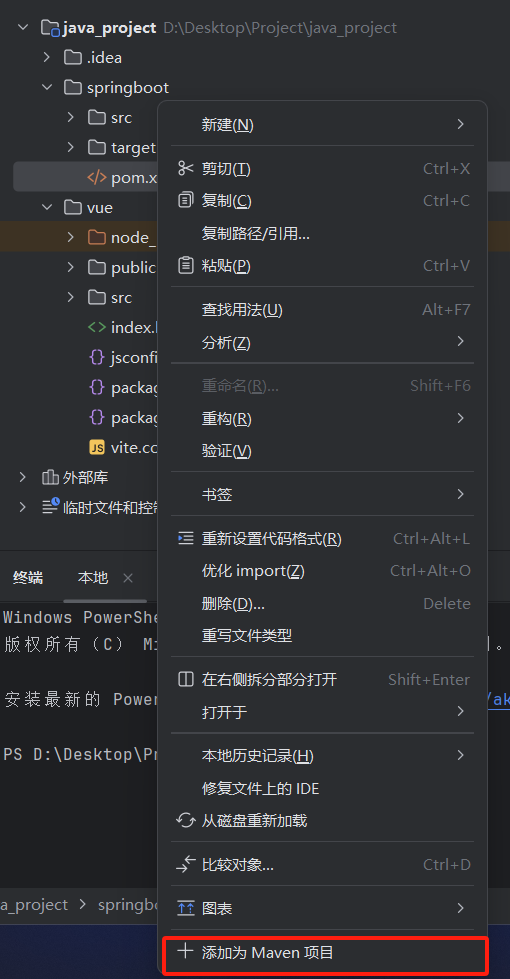 java_project D:\Desktop\Project\java_project
.idea
springboot
src
target
pom.x
vue
node_
public
src
index.
jsconfi
packag
packag
JS vite.co
外部库
临时文件和控
新建(N)
剪切(T) Ctrl+X
复制(C) Ctrl+C
复制路径/引用...
粘贴(P) Ctrl+V
查找用法(U) Alt+F7
分析(Z)
重命名(R)... Shift+F6
重构(R)
验证(V)
书签
重新设置代码格式(R) Ctrl+Alt+L
优化 import(Z) Ctrl+Alt+O
删除(D)... Delete
重写文件类型
在右侧拆分部分打开 Shift+Enter
打开于
本地历史记录(H)
修复文件上的 IDE
从磁盘重新加载
比较对象... Ctrl+D
图表
添加为 Maven 项目
终端 本地
Windows PowerShe
版权所有（C） Mi
安装最新的 Power /ak
PS D:\Desktop\Pr
a_project springbo